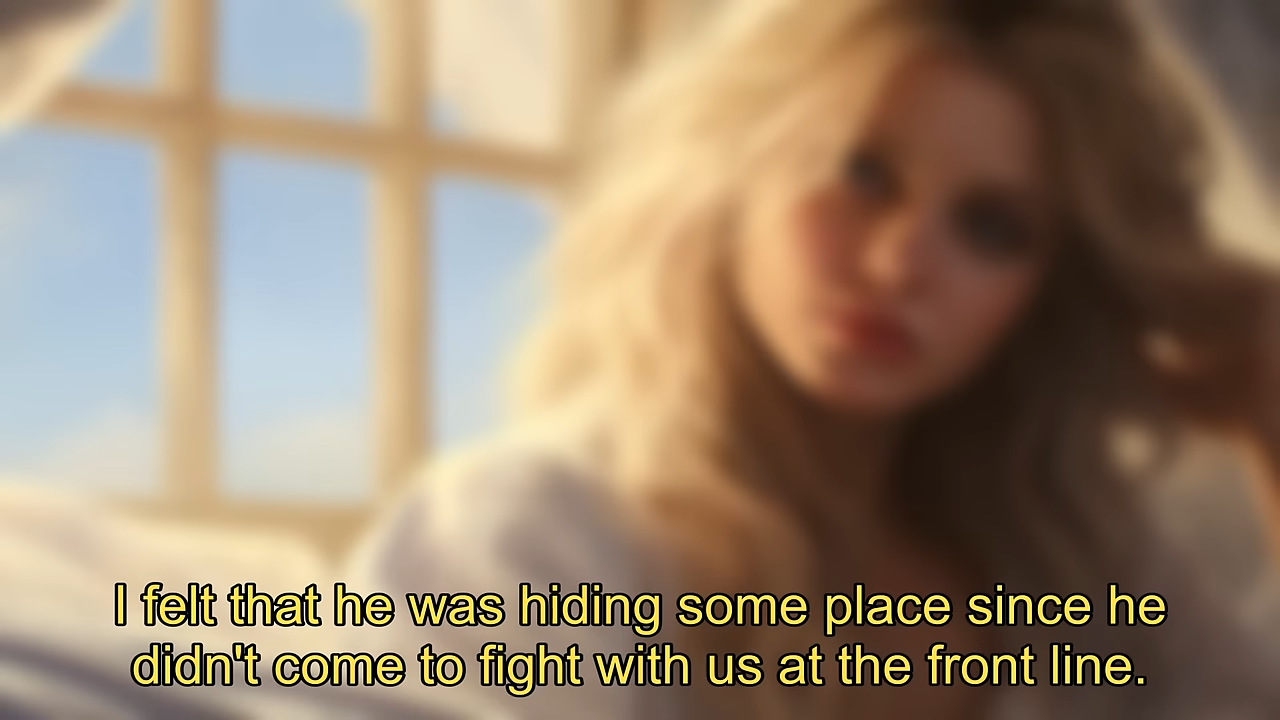 I felt that he was hiding some place since he
didn't come to fight with us at the front line.